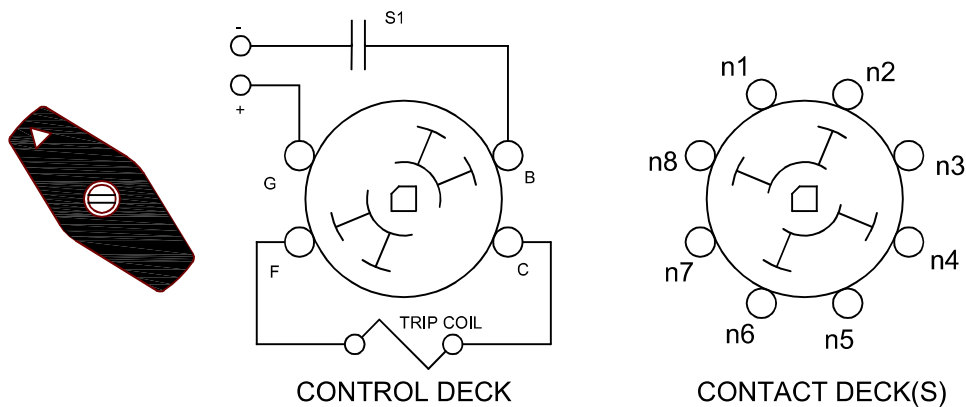 S1
-
+
G
B
F
C
TRIP COIL
CONTROL DECK
n1
n2
n8
n3
n7
n4
n6
n5
CONTACT DECK(S)